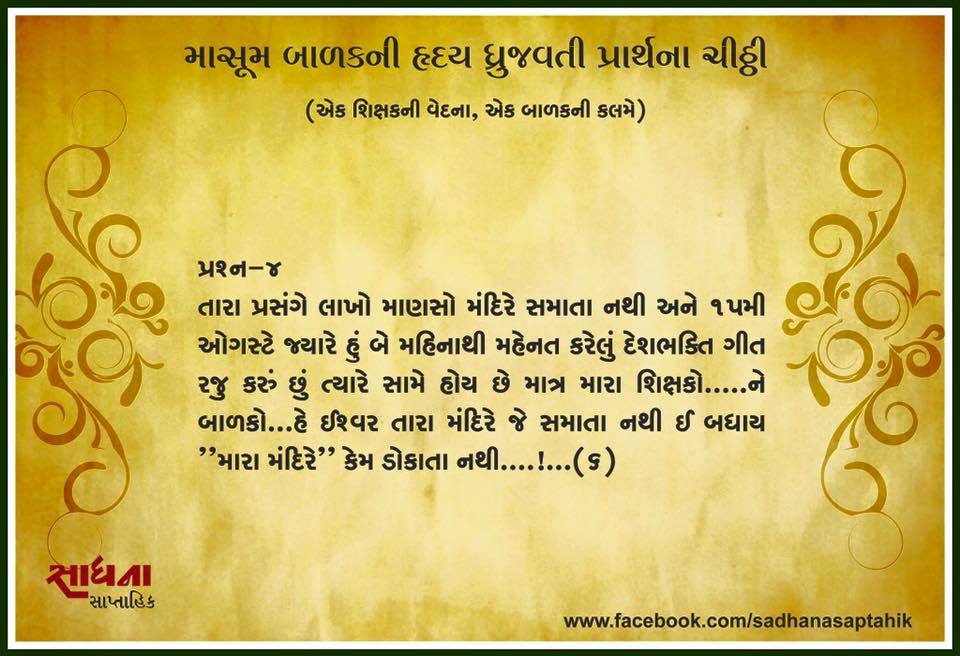 માસૂમ બાળકની હૃદય ધ્રુજવતી પ્રાર્થના ચીઠ્ઠી
(એક શિક્ષકની વેદના, એક બાળકની કલમે)
પ્રશ્ન-૪
તારા પ્રસંગે લાખો માણસો મંદિરે સમાતા નથી અને ૧૫મી
ઓગસ્ટે જ્યારે હું બે મહિનાથી મહેનત કરેલું દેશભક્તિ ગીત
રજુ કરું છું ત્યારે સામે હોય છે માત્ર મારા શિક્ષકો.....ને
બાળકો...હે ઈશ્વર તારા મંદિરે જે સમાતા નથી ઈ બધાય
’’મારા મંદિરે’’ કેમ ડોકાતા નથી....!...(૬)
સાધના
સાપ્તાહિક
www.facebook.com/sadhanasaptahik